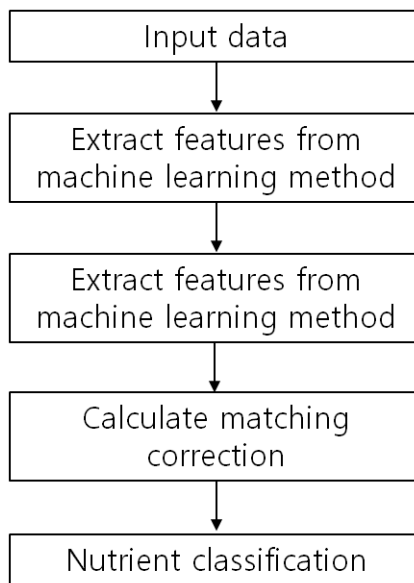 Input data
Extract features from
machine learning method
Extract features from
machine learning method
Calculate matching
correction
Nutrient classification